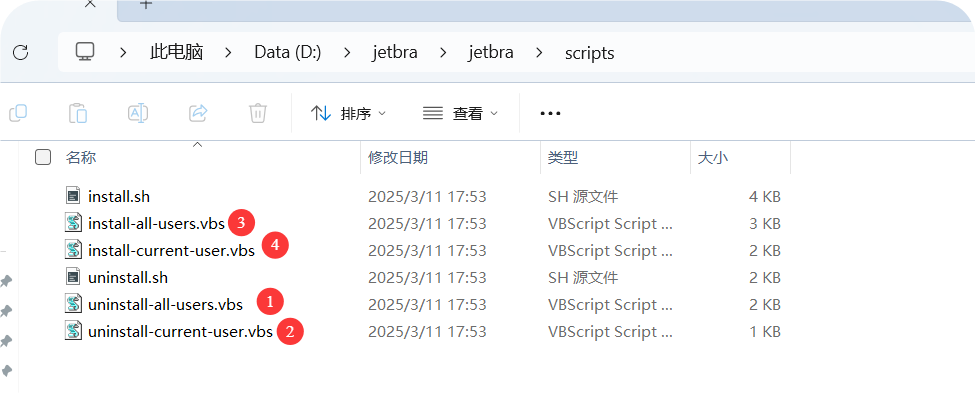 此电脑 Data (D:) jetbra jetbra scripts
排序 查看
名称 修改日期 类型 大小
install.sh 2025/3/11 17:53 SH 源文件 4 KB
install-all-users.vbs 3 2025/3/11 17:53 VBScript Script ... 3 KB
install-current-user.vbs 4 2025/3/11 17:53 VBScript Script ... 2 KB
uninstall.sh 2025/3/11 17:53 SH 源文件 2 KB
uninstall-all-users.vbs 1 2025/3/11 17:53 VBScript Script ... 2 KB
uninstall-current-user.vbs 2 2025/3/11 17:53 VBScript Script ... 1 KB